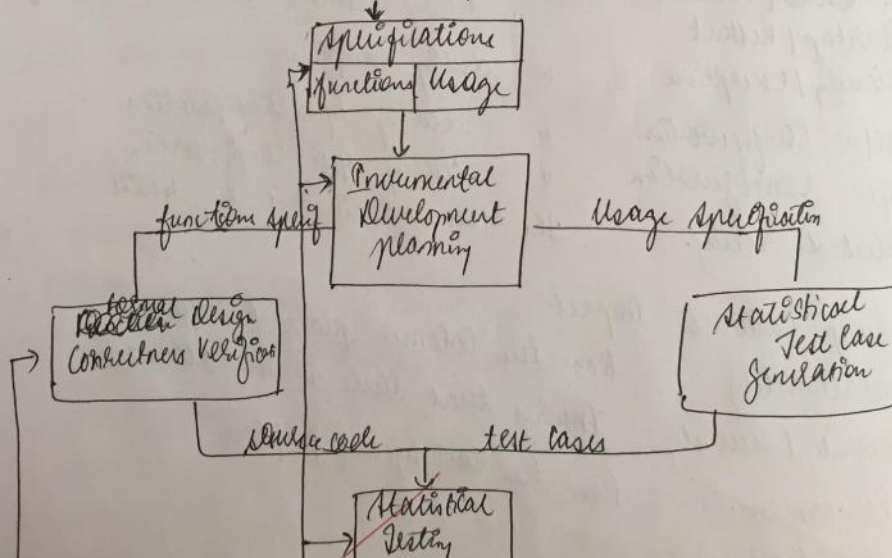 Specifications
functions Usage
Incremental
Development
planning
function specif
Usage specification
formal Design
Correctness Verificat
Statistical
Test Case
Generation
source code
test cases
Statistical
Testing